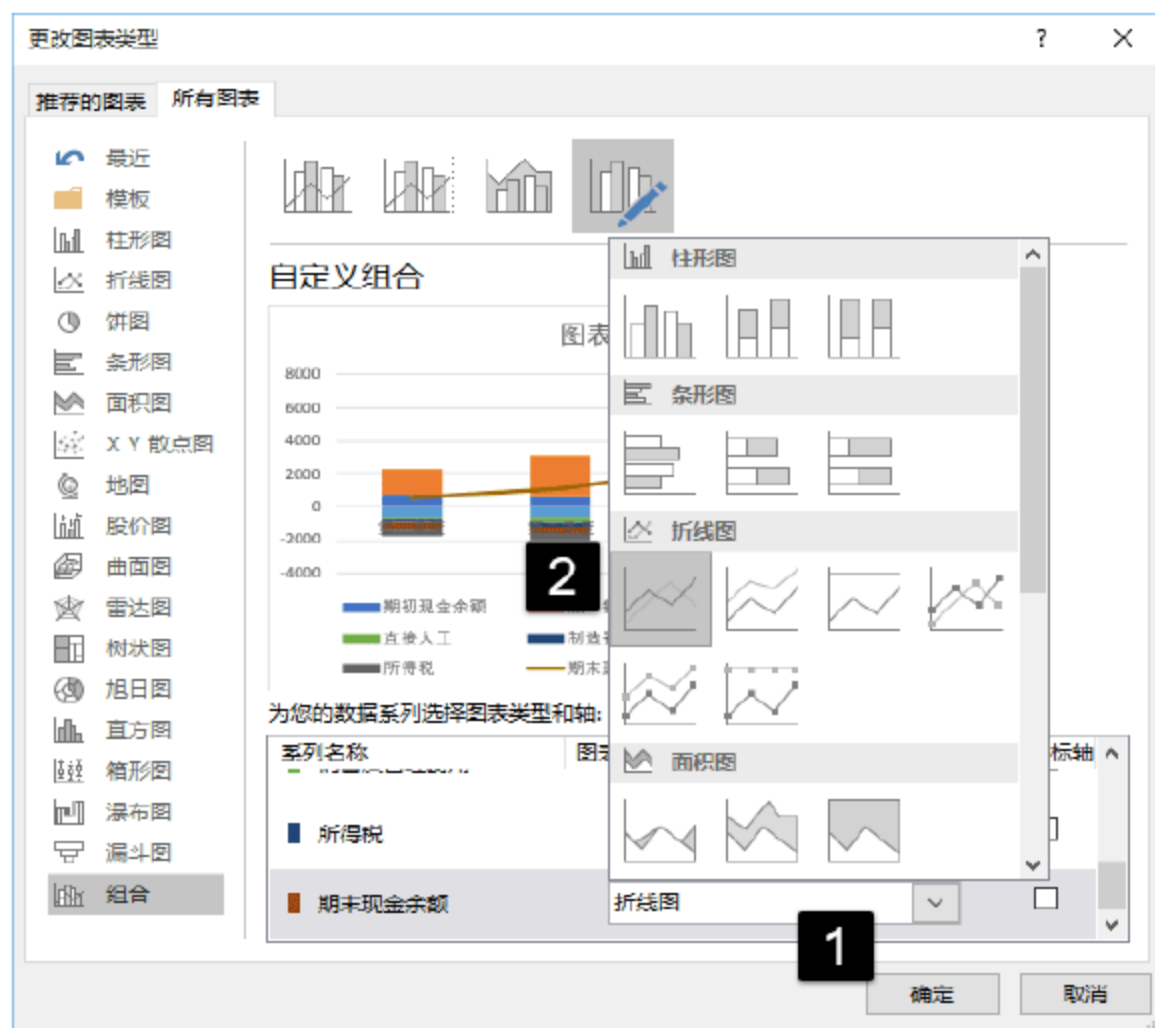 更改图表类型 ? ×
推荐的图表 所有图表
最近
模板
柱形图
折线图
饼图
条形图
面积图
X Y 散点图
地图
股价图
曲面图
雷达图
树状图
旭日图
直方图
箱形图
瀑布图
漏斗图
组合
自定义组合
图表
8000
6000
4000
2000
0
-2000
-4000
期初现金余额
直接人工
制造
所得税
期末
柱形图
条形图
折线图
面积图
2
为您的数据系列选择图表类型和轴:
系列名称
图表
标轴
所得税
期末现金余额
折线图
1
确定
取消